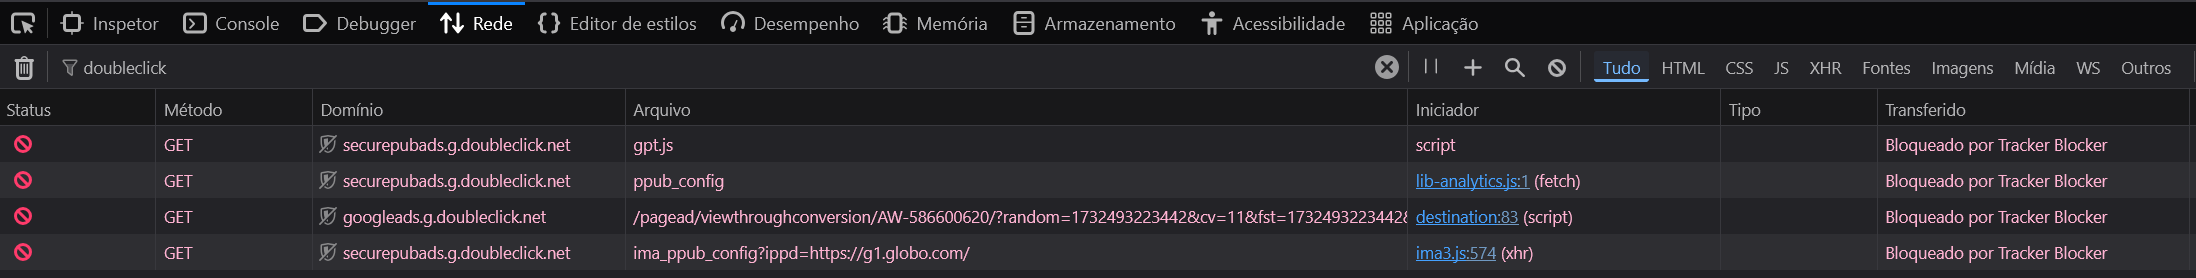 Inspetor Console Debugger Rede Editor de estilos Desempenho Memória Armazenamento Acessibilidade Aplicação
doubleclick Tudo HTML CSS JS XHR Fontes Imagens Mídia WS Outros
Status Método Domínio Arquivo Iniciador Tipo Transferido
GET securepubads.g.doubleclick.net gpt.js script Bloqueado por Tracker Blocker
GET securepubads.g.doubleclick.net ppub_config lib-analytics.js:1 (fetch) Bloqueado por Tracker Blocker
GET googleads.g.doubleclick.net /pagead/viewthroughconversion/AW-586600620/?random=1732493223442&cv=11&fst=1732493223442& destination:83 (script) Bloqueado por Tracker Blocker
GET securepubads.g.doubleclick.net ima_ppub_config?ippd=https://g1.globo.com/ ima3.js:574 (xhr) Bloqueado por Tracker Blocker